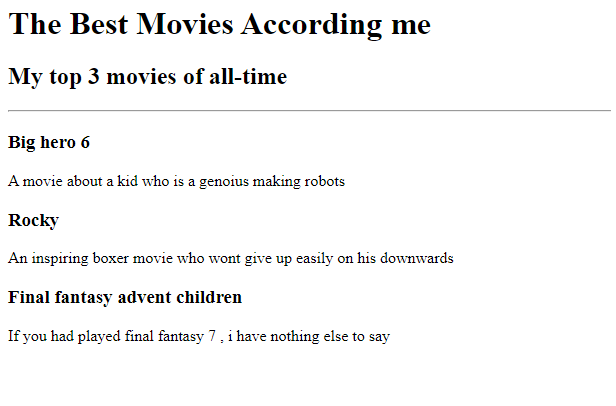 The Best Movies According me
My top 3 movies of all-time
Big hero 6
A movie about a kid who is a genoius making robots
Rocky
An inspiring boxer movie who wont give up easily on his downwards
Final fantasy advent children
If you had played final fantasy 7 , i have nothing else to say